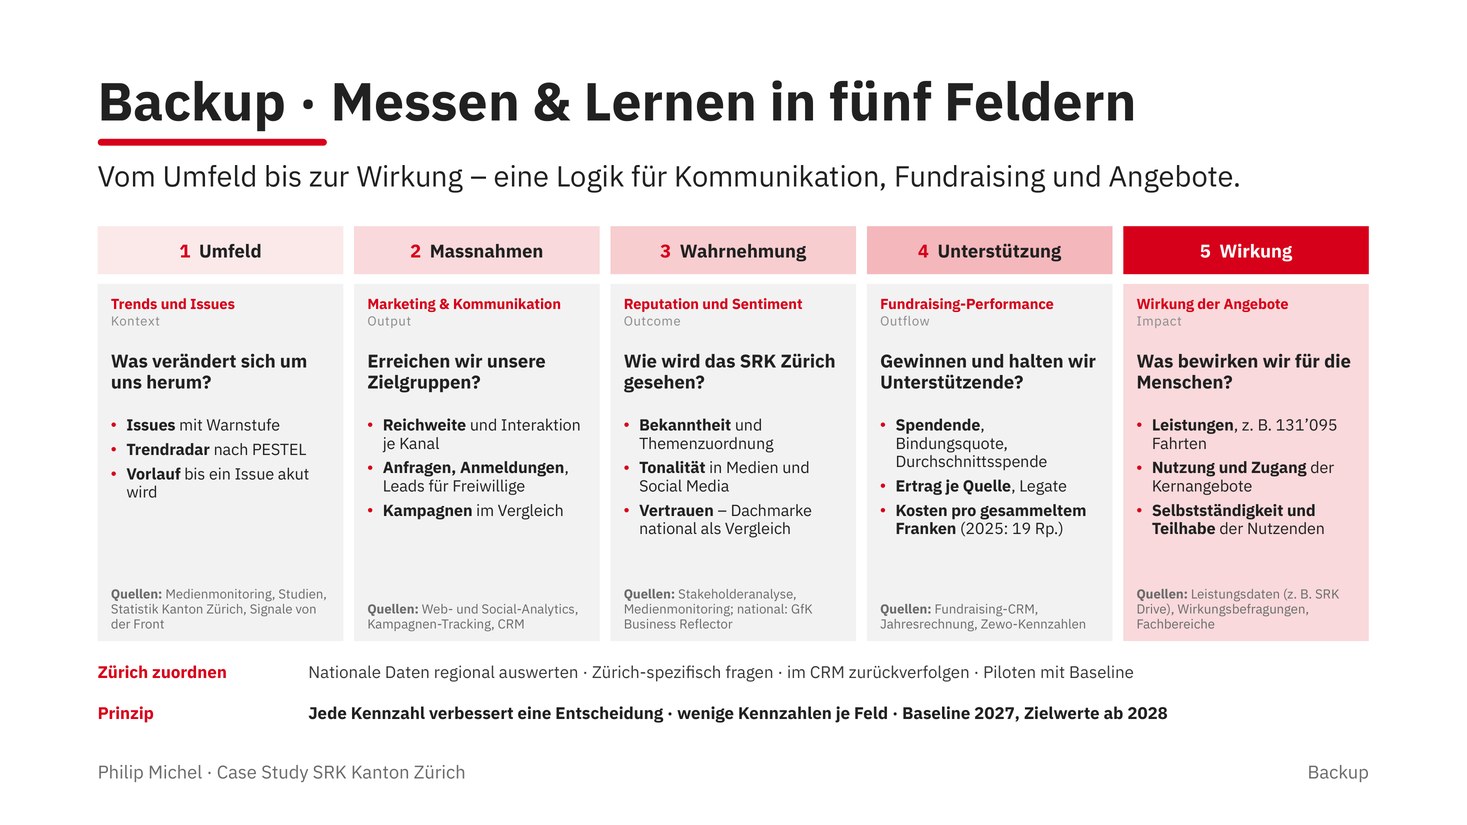 Backup · Messen & Lernen in fünf Feldern
Vom Umfeld bis zur Wirkung – eine Logik für Kommunikation, Fundraising und Angebote.
1 Umfeld
Trends und Issues
Kontext
Was verändert sich um
uns herum?
• Issues mit Warnstufe
• Trendradar nach PESTEL
• Vorlauf bis ein Issue akut
wird
Quellen: Medienmonitoring, Studien,
Statistik Kanton Zürich, Signale von
der Front
2 Massnahmen
Marketing & Kommunikation
Output
Erreichen wir unsere
Zielgruppen?
• Reichweite und Interaktion
je Kanal
• Anfragen, Anmeldungen,
Leads für Freiwillige
• Kampagnen im Vergleich
Quellen: Web- und Social-Analytics,
Kampagnen-Tracking, CRM
3 Wahrnehmung
Reputation und Sentiment
Outcome
Wie wird das SRK Zürich
gesehen?
• Bekanntheit und
Themenzuordnung
• Tonalität in Medien und
Social Media
• Vertrauen – Dachmarke
national als Vergleich
Quellen: Stakeholderanalyse,
Medienmonitoring; national: GfK
Business Reflector
4 Unterstützung
Fundraising-Performance
Outflow
Gewinnen und halten wir
Unterstützende?
• Spendende,
Bindungsquote,
Durchschnittsspende
• Ertrag je Quelle, Legate
• Kosten pro gesammeltem
Franken (2025: 19 Rp.)
Quellen: Fundraising-CRM,
Jahresrechnung, Zewo-Kennzahlen
5 Wirkung
Wirkung der Angebote
Impact
Was bewirken wir für die
Menschen?
• Leistungen, z. B. 131’095
Fahrten
• Nutzung und Zugang der
Kernangebote
• Selbstständigkeit und
Teilhabe der Nutzenden
Quellen: Leistungsdaten (z. B. SRK
Drive), Wirkungsbefragungen,
Fachbereiche
Zürich zuordnen
Nationale Daten regional auswerten · Zürich-spezifisch fragen · im CRM zurückverfolgen · Piloten mit Baseline
Prinzip
Jede Kennzahl verbessert eine Entscheidung · wenige Kennzahlen je Feld · Baseline 2027, Zielwerte ab 2028
Philip Michel · Case Study SRK Kanton Zürich
Backup